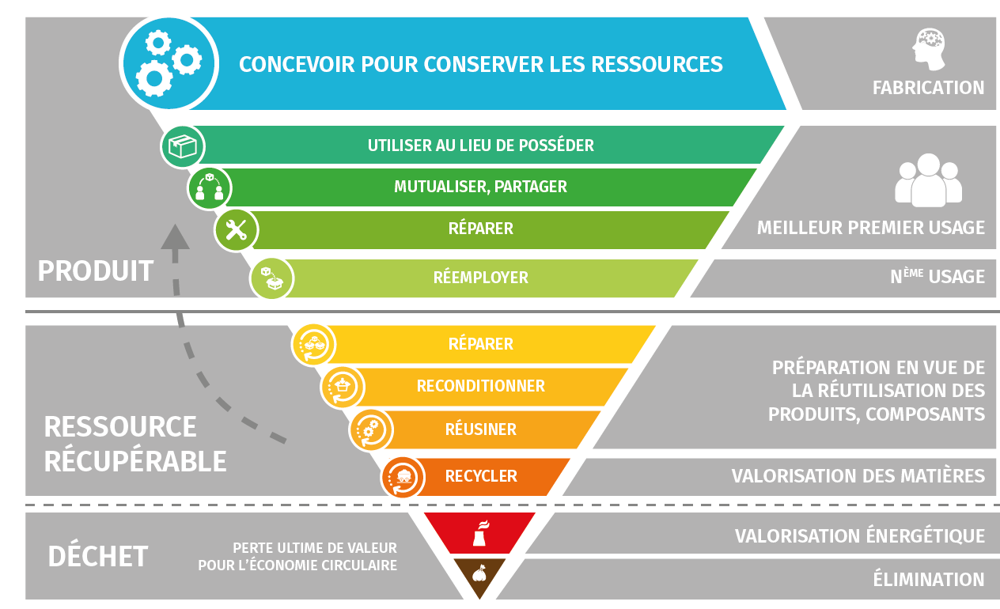 CONCEVOIR POUR CONSERVER LES RESSOURCES
FABRICATION
UTILISER AU LIEU DE POSSÉDER
MUTUALISER, PARTAGER
RÉPARER
MEILLEUR PREMIER USAGE
PRODUIT
RÉEMPLOYER
NÈME USAGE
RÉPARER
RECONDITIONNER
RÉUSINER
PRÉPARATION EN VUE DE
LA RÉUTILISATION DES
PRODUITS, COMPOSANTS
RESSOURCE
RÉCUPÉRABLE
RECYCLER
VALORISATION DES MATIÈRES
DÉCHET
PERTE ULTIME DE VALEUR
POUR L'ÉCONOMIE CIRCULAIRE
VALORISATION ÉNERGÉTIQUE
ÉLIMINATION